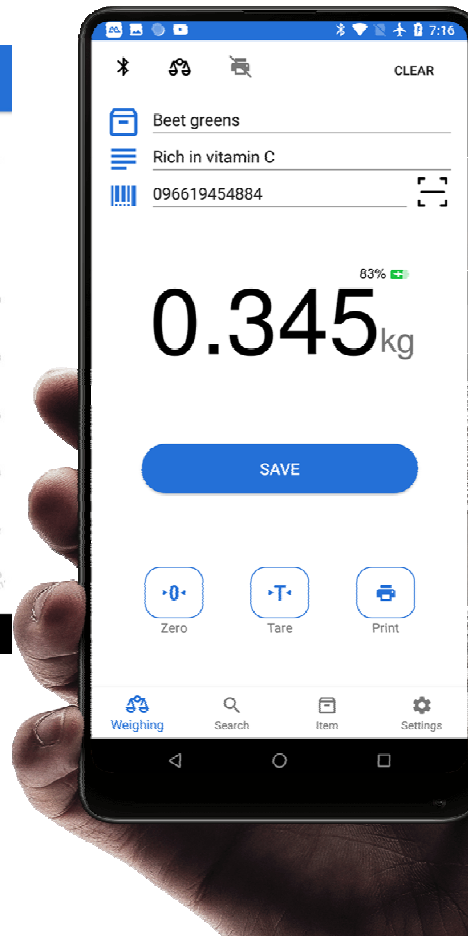 7:16
CLEAR
Beet greens
Rich in vitamin C
096619454884
83%
0.345kg
SAVE
0
T
Zero
Tare
Print
Weighing
Search
Item
Settings